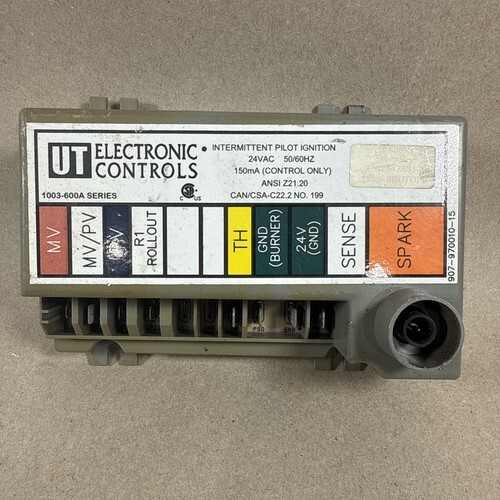 UT ELECTRONIC CONTROLS
1003-600A SERIES
• INTERMITTENT PILOT IGNITION
24VAC 50/60HZ
150mA (CONTROL ONLY)
ANSI Z21.20
CAN/CSA-C22.2 NO. 199
C US
MV
MV/PV
R1
ROLLOUT
TH
GND
(BURNER)
24V
(GND)
SENSE
SPARK
907-970010-15
GND